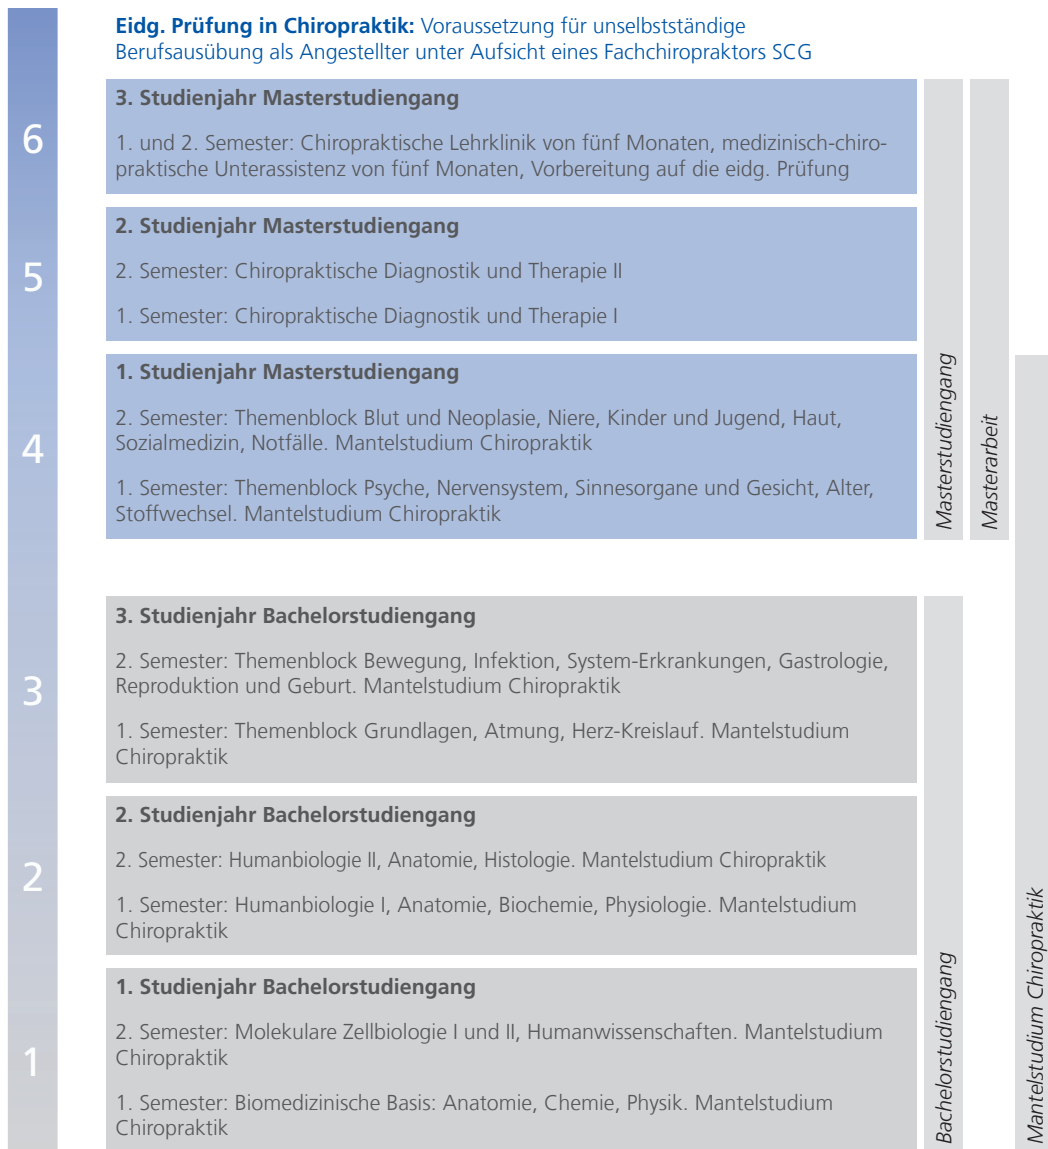 Eidg. Prüfung in Chiropraktik: Voraussetzung für unselbstständige
Berufsausübung als Angestellter unter Aufsicht eines Fachchiropraktors SCG
6
3. Studienjahr Masterstudiengang
1. und 2. Semester: Chiropraktische Lehrklinik von fünf Monaten, medizinisch-chiro-
praktische Unterassistenz von fünf Monaten, Vorbereitung auf die eidg. Prüfung
5
2. Studienjahr Masterstudiengang
2. Semester: Chiropraktische Diagnostik und Therapie II
1. Semester: Chiropraktische Diagnostik und Therapie I
4
1. Studienjahr Masterstudiengang
2. Semester: Themenblock Blut und Neoplasie, Niere, Kinder und Jugend, Haut,
Sozialmedizin, Notfälle. Mantelstudium Chiropraktik
1. Semester: Themenblock Psyche, Nervensystem, Sinnesorgane und Gesicht, Alter,
Stoffwechsel. Mantelstudium Chiropraktik
Masterstudiengang
Masterarbeit
3
3. Studienjahr Bachelorstudiengang
2. Semester: Themenblock Bewegung, Infektion, System-Erkrankungen, Gastrologie,
Reproduktion und Geburt. Mantelstudium Chiropraktik
1. Semester: Themenblock Grundlagen, Atmung, Herz-Kreislauf. Mantelstudium
Chiropraktik
2
2. Studienjahr Bachelorstudiengang
2. Semester: Humanbiologie II, Anatomie, Histologie. Mantelstudium Chiropraktik
1. Semester: Humanbiologie I, Anatomie, Biochemie, Physiologie. Mantelstudium
Chiropraktik
1
1. Studienjahr Bachelorstudiengang
2. Semester: Molekulare Zellbiologie I und II, Humanwissenschaften. Mantelstudium
Chiropraktik
1. Semester: Biomedizinische Basis: Anatomie, Chemie, Physik. Mantelstudium
Chiropraktik
Bachelorstudiengang
Mantelstudium Chiropraktik